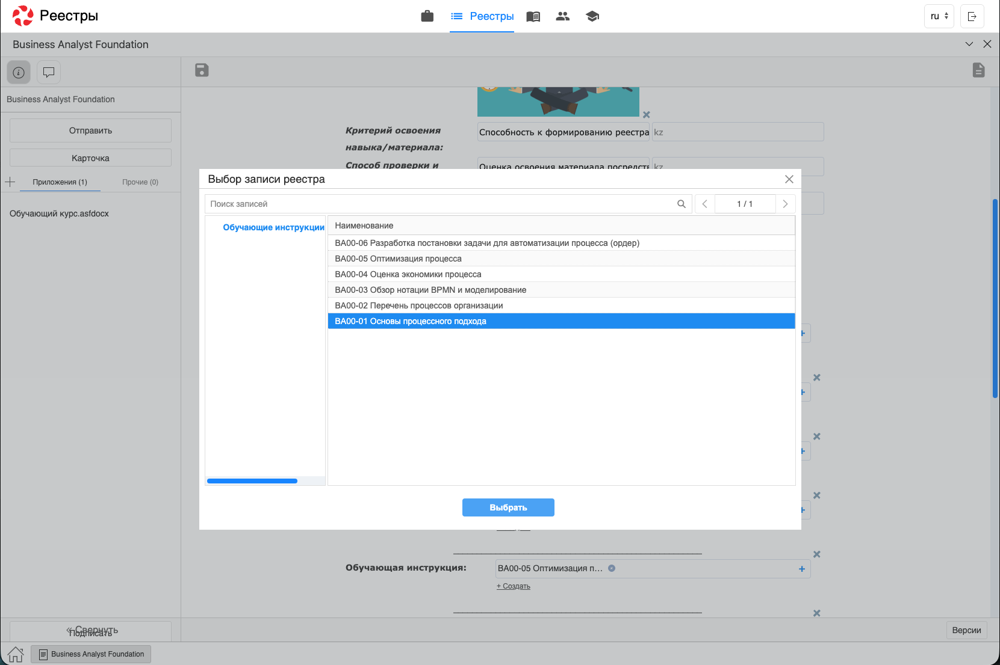 Реестры
Реестры
ru
Business Analyst Foundation
Business Analyst Foundation
Отправить
Карточка
Приложения (1)
Прочие (0)
Обучающий курс.asfdocx
Критерий освоения
навыка/материала:
Способность к формированию реестра
kz
Способ проверки и
Оценка освоения материала посредств
kz
Выбор записи реестра
Поиск записей
1 / 1
Обучающие инструкции
Наименование
BA00-06 Разработка постановки задачи для автоматизации процесса (ордер)
BA00-05 Оптимизация процесса
BA00-04 Оценка экономики процесса
BA00-03 Обзор нотации BPMN и моделирование
BA00-02 Перечень процессов организации
BA00-01 Основы процессного подхода
Выбрать
Обучающая инструкция:
BA00-05 Оптимизация п...
+ Создать
« Свернуть
Подписать
Версии
Business Analyst Foundation